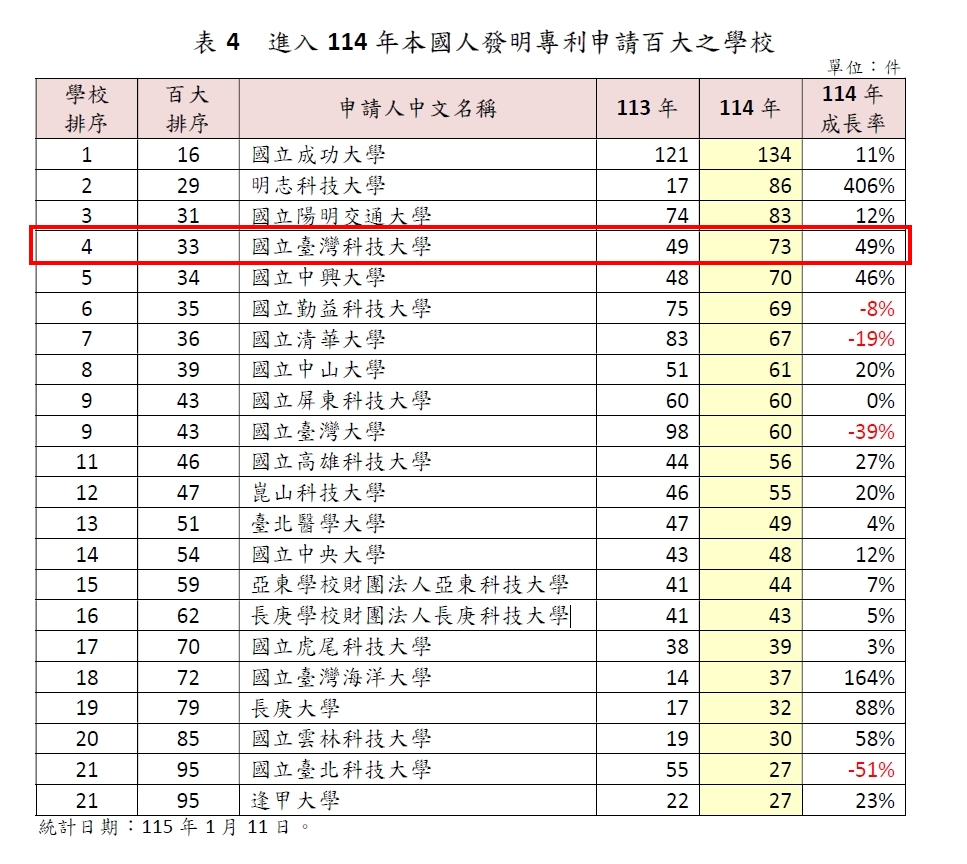 表 4　進入 114 年本國人發明專利申請百大之學校
單位：件
學校排序 百大排序 申請人中文名稱 113 年 114 年 114 年成長率
1 16 國立成功大學 121 134 11%
2 29 明志科技大學 17 86 406%
3 31 國立陽明交通大學 74 83 12%
4 33 國立臺灣科技大學 49 73 49%
5 34 國立中興大學 48 70 46%
6 35 國立勤益科技大學 75 69 -8%
7 36 國立清華大學 83 67 -19%
8 39 國立中山大學 51 61 20%
9 43 國立屏東科技大學 60 60 0%
9 43 國立臺灣大學 98 60 -39%
11 46 國立高雄科技大學 44 56 27%
12 47 崑山科技大學 46 55 20%
13 51 臺北醫學大學 47 49 4%
14 54 國立中央大學 43 48 12%
15 59 亞東學校財團法人亞東科技大學 41 44 7%
16 62 長庚學校財團法人長庚科技大學 41 43 5%
17 70 國立虎尾科技大學 38 39 3%
18 72 國立臺灣海洋大學 14 37 164%
19 79 長庚大學 17 32 88%
20 85 國立雲林科技大學 19 30 58%
21 95 國立臺北科技大學 55 27 -51%
21 95 逢甲大學 22 27 23%
統計日期：115 年 1 月 11 日。